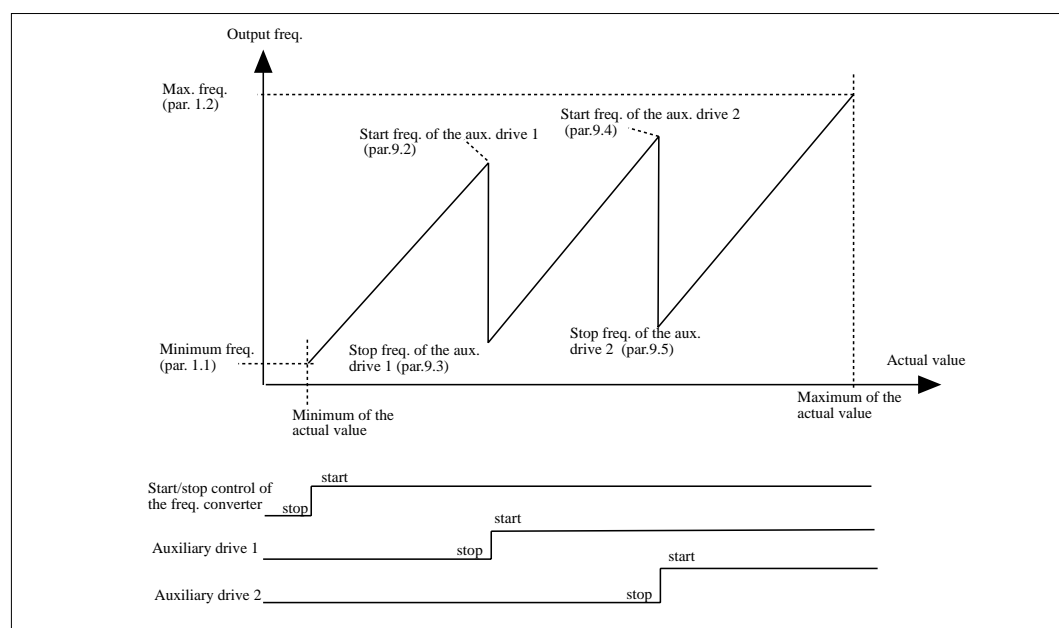 Output freq.
Max. freq.
(par. 1.2)
Start freq. of the aux. drive 1
(par.9.2)
Start freq. of the aux. drive 2
(par.9.4)
Minimum freq.
(par. 1.1)
Stop freq. of the aux.
drive 1 (par.9.3)
Stop freq. of the aux.
drive 2 (par.9.5)
Actual value
Minimum of the
actual value
Maximum of the
actual value
Start/stop control of
the freq. converter
stop
start
Auxiliary drive 1
stop
start
Auxiliary drive 2
stop
start